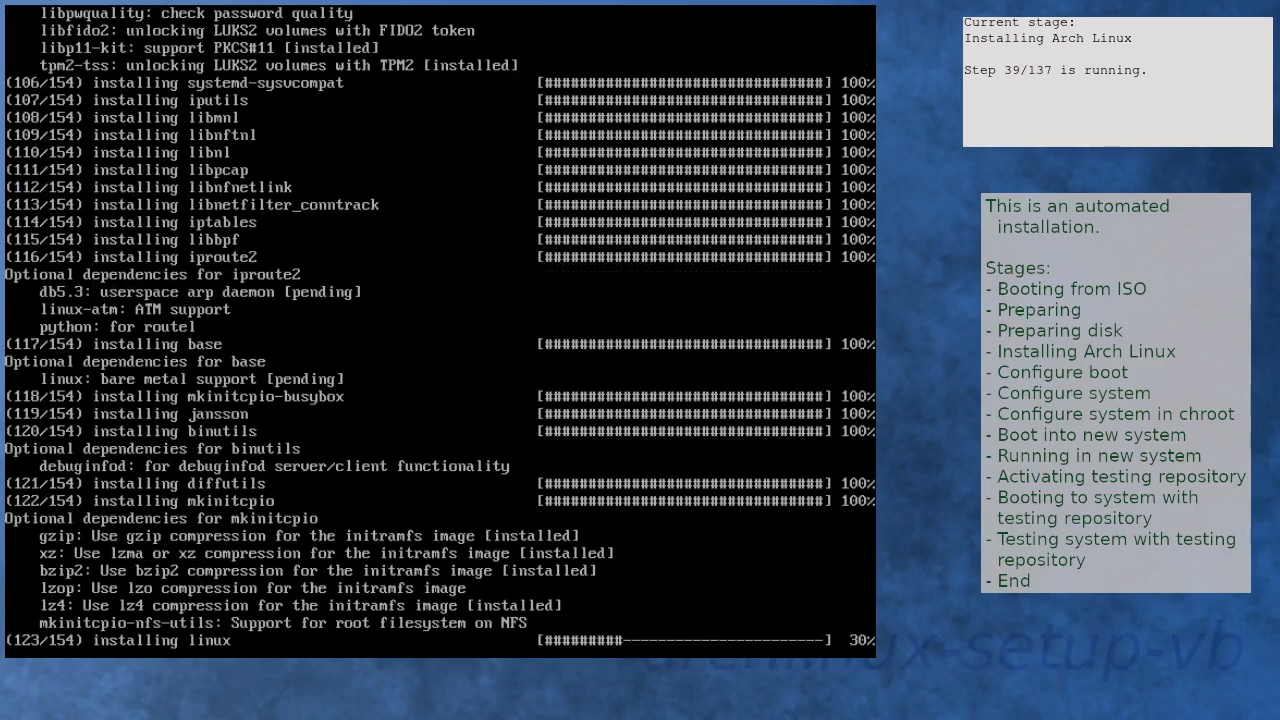 libpwquality: check password quality
libfido2: unlocking LUKS2 volumes with FIDO2 token
libp11-kit: support PKCS#11 [installed]
tpm2-tss: unlocking LUKS2 volumes with TPM2 [installed]
(106/154) installing systemd-sysvcompat [################################] 100%
(107/154) installing iputils [################################] 100%
(108/154) installing libmnl [################################] 100%
(109/154) installing libnftnl [################################] 100%
(110/154) installing libnl [################################] 100%
(111/154) installing libpcap [################################] 100%
(112/154) installing libnfnetlink [################################] 100%
(113/154) installing libnetfilter_conntrack [################################] 100%
(114/154) installing iptables [################################] 100%
(115/154) installing libbpf [################################] 100%
(116/154) installing iproute2 [################################] 100%
Optional dependencies for iproute2
db5.3: userspace arp daemon [pending]
linux-atm: ATM support
python: for routel
(117/154) installing base [################################] 100%
Optional dependencies for base
linux: bare metal support [pending]
(118/154) installing mkinitcpio-busybox [################################] 100%
(119/154) installing jansson [################################] 100%
(120/154) installing binutils [################################] 100%
Optional dependencies for binutils
debuginfod: for debuginfod server/client functionality
(121/154) installing diffutils [################################] 100%
(122/154) installing mkinitcpio [################################] 100%
Optional dependencies for mkinitcpio
gzip: Use gzip compression for the initramfs image [installed]
xz: Use lzma or xz compression for the initramfs image [installed]
bzip2: Use bzip2 compression for the initramfs image [installed]
lzop: Use lzo compression for the initramfs image
lz4: Use lz4 compression for the initramfs image [installed]
mkinitcpio-nfs-utils: Support for root filesystem on NFS
(123/154) installing linux [#########-----------------------] 30%
Current stage:
Installing Arch Linux
Step 39/137 is running.
This is an automated
installation.
Stages:
- Booting from ISO
- Preparing
- Preparing disk
- Installing Arch Linux
- Configure boot
- Configure system
- Configure system in chroot
- Boot into new system
- Running in new system
- Activating testing repository
- Booting to system with
testing repository
- Testing system with testing
repository
- End
archlinux-setup-vb